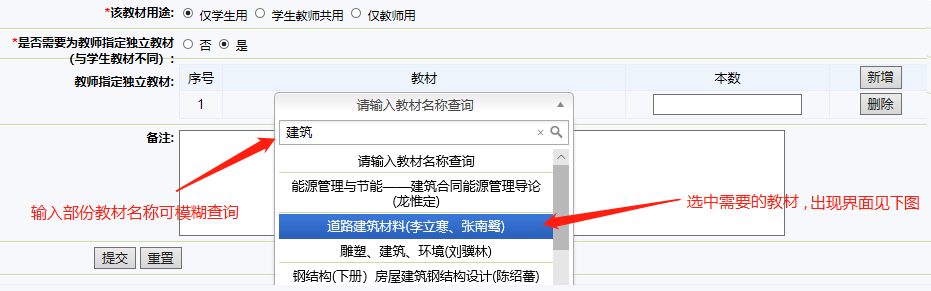 *该教材用途: 仅学生用 学生教师共用 仅教师用
*是否需要为教师指定独立教材 否 是
(与学生教材不同) :
教师指定独立教材: 序号 教材 本数 新增
1 请输入教材名称查询 删除
备注: 建筑
请输入教材名称查询
能源管理与节能——建筑合同能源管理导论
(龙惟定)
输入部份教材名称可模糊查询
选中需要的教材,出现界面见下图
道路建筑材料(李立寒、张南鹭)
雕塑、建筑、环境(刘骥林)
提交 重置
钢结构(下册) 房屋建筑钢结构设计(陈绍蕃)